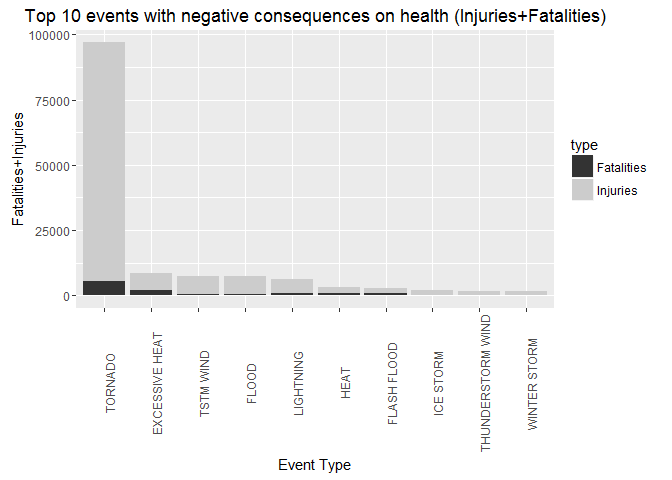 Top 10 events with negative consequences on health (Injuries+Fatalities)
100000
75000
50000
25000
0
Fatalities+Injuries
TORNADO
EXCESSIVE HEAT
TSTM WIND
FLOOD
LIGHTNING
HEAT
FLASH FLOOD
ICE STORM
THUNDERSTORM WIND
WINTER STORM
Event Type
type
Fatalities
Injuries